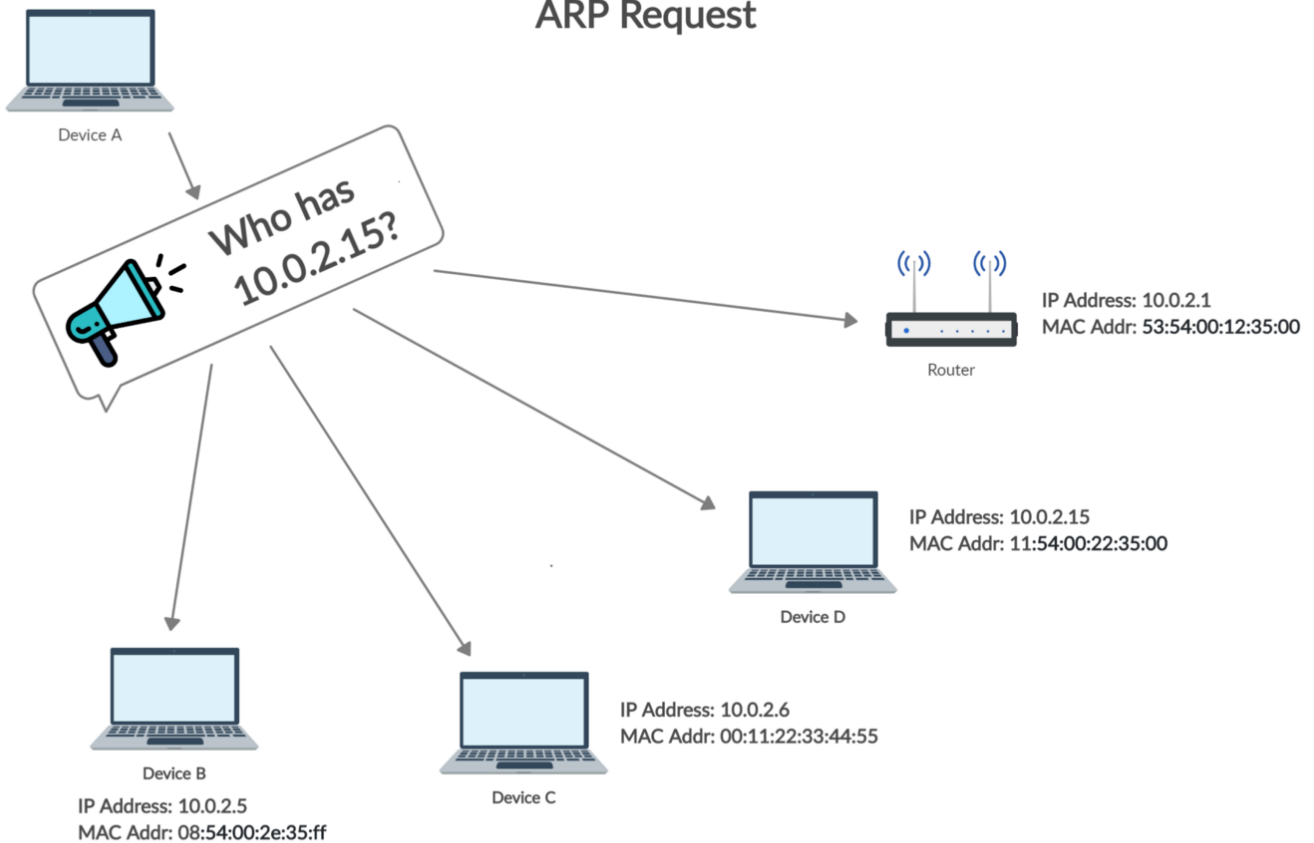 ARP Request
Device A
Who has
10.0.2.15?
IP Address: 10.0.2.1
MAC Addr: 53:54:00:12:35:00
Router
IP Address: 10.0.2.15
MAC Addr: 11:54:00:22:35:00
Device D
IP Address: 10.0.2.6
MAC Addr: 00:11:22:33:44:55
Device C
Device B
IP Address: 10.0.2.5
MAC Addr: 08:54:00:2e:35:ff